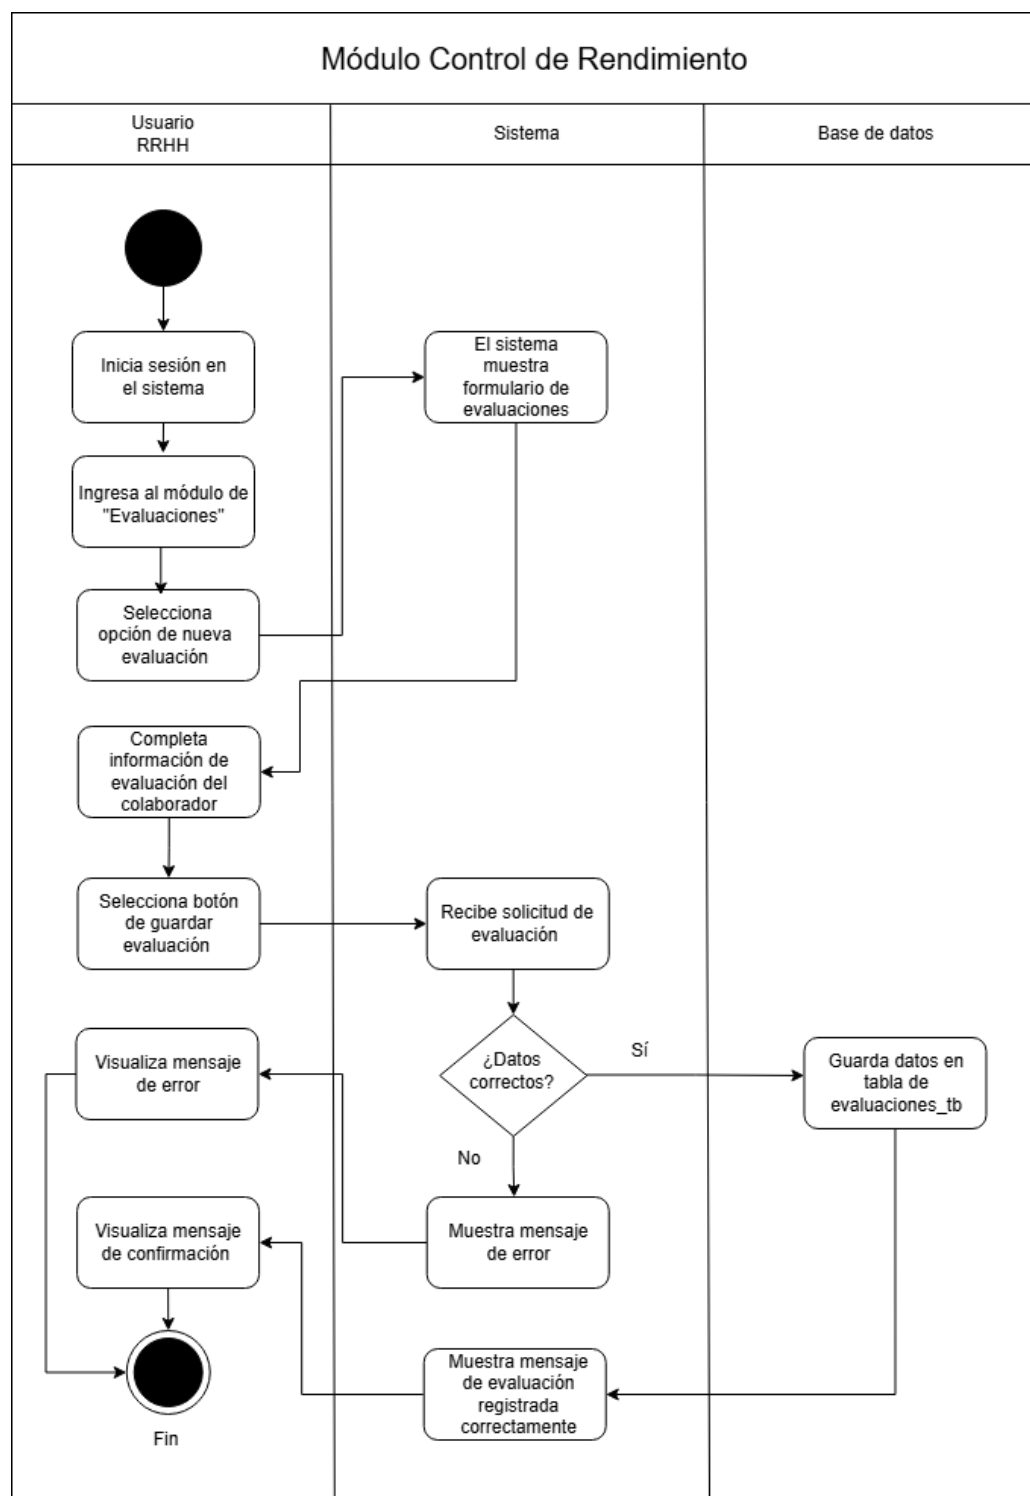 Módulo Control de Rendimiento
Usuario
RRHH
Sistema
Base de datos
Inicia sesión en
el sistema
El sistema
muestra
formulario de
evaluaciones
Ingresa al módulo de
"Evaluaciones"
Selecciona
opción de nueva
evaluación
Completa
información de
evaluación del
colaborador
Selecciona botón
de guardar
evaluación
Recibe solicitud de
evaluación
¿Datos
correctos?
Sí
Guarda datos en
tabla de
evaluaciones_tb
Visualiza mensaje
de error
No
Muestra mensaje
de error
Visualiza mensaje
de confirmación
Muestra mensaje
de evaluación
registrada
correctamente
Fin